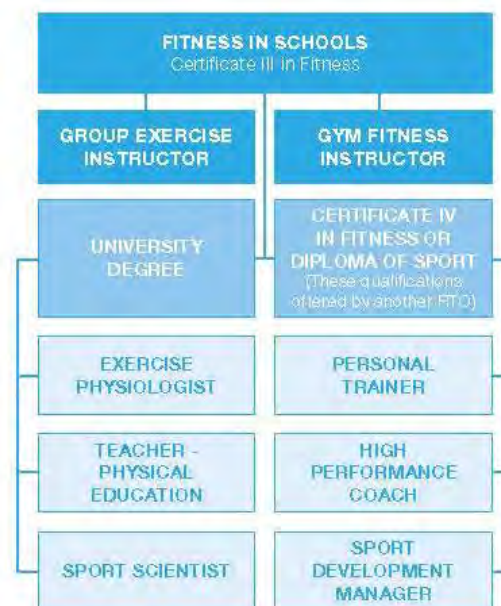 FITNESS IN SCHOOLS
Certificate III in Fitness
GROUP EXERCISE
INSTRUCTOR
GYM FITNESS
INSTRUCTOR
UNIVERSITY
DEGREE
CERTIFICATE IV
IN FITNESS OR
DIPLOMA OF SPORT
(These qualifications
offered by another RTO)
EXERCISE
PHYSIOLOGIST
PERSONAL
TRAINER
TEACHER -
PHYSICAL
EDUCATION
HIGH
PERFORMANCE
COACH
SPORT SCIENTIST
SPORT
DEVELOPMENT
MANAGER